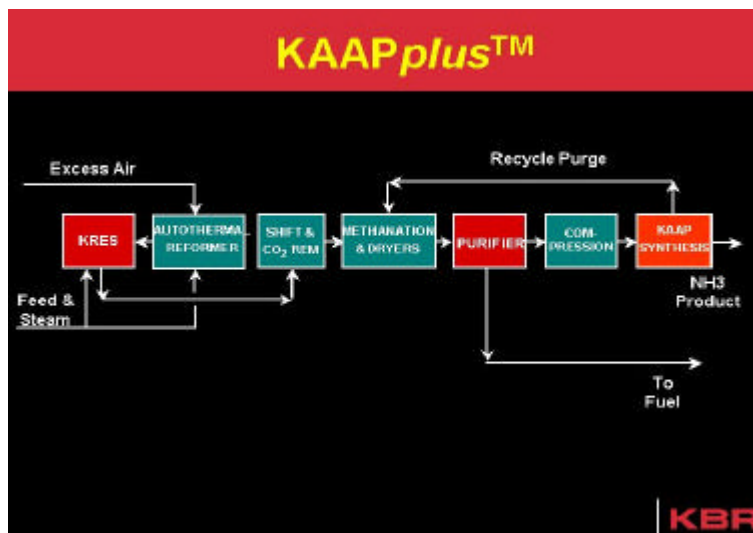 KAAPplus™
Recycle Purge
Excess Air
KRES
AUTOTHERMA
REFORMER
SHIFT &
CO2 REM
METHANATION
& DRYERS
PURIFIER
COM-
PRESSION
KAAP
SYNTHESIS
Feed &
Steam
NH3
Product
To
Fuel
KBR